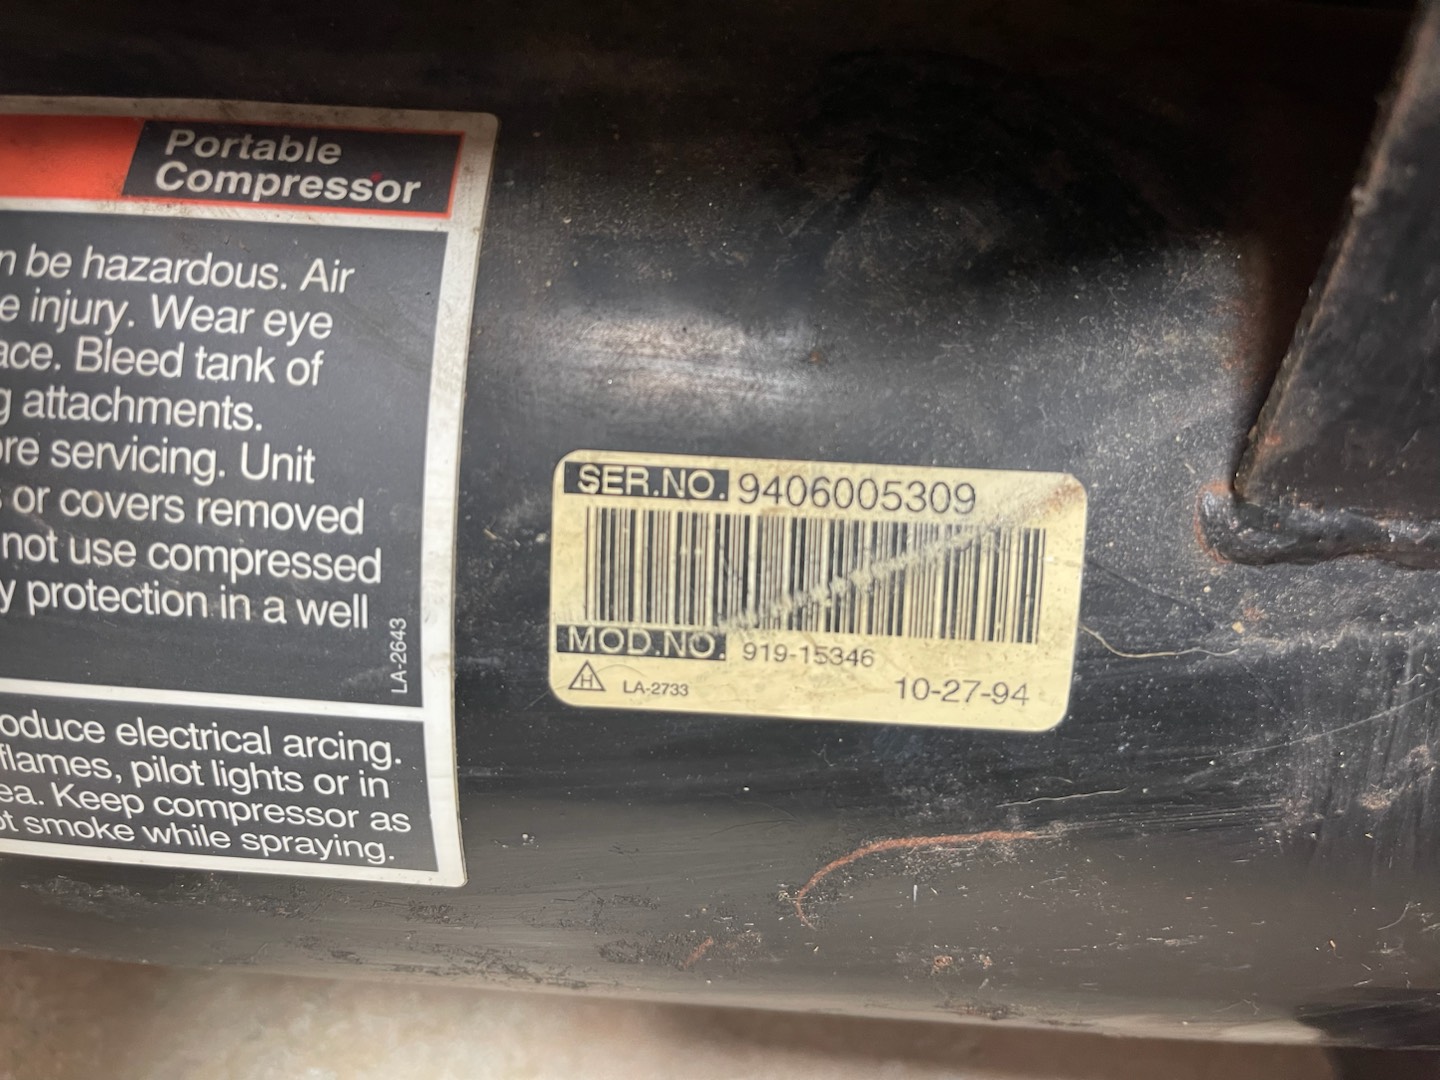 Portable
Compressor
n be hazardous. Air
e injury. Wear eye
ace. Bleed tank of
g attachments.
ore servicing. Unit
s or covers removed
not use compressed
y protection in a well
LA-2643
oduce electrical arcing.
flames, pilot lights or in
ea. Keep compressor as
ot smoke while spraying.
SER.NO. 9406005309
MOD.NO. 919-15346
H LA-2733 10-27-94